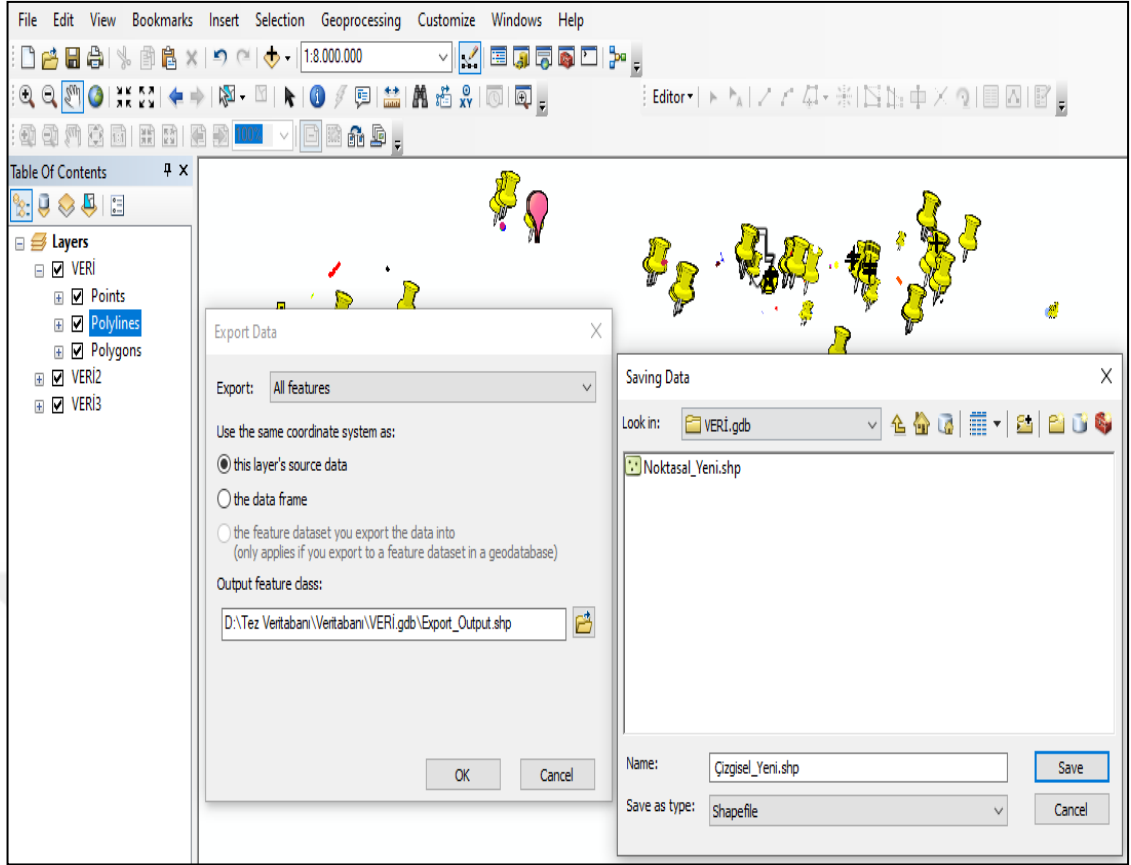 File Edit View Bookmarks Insert Selection Geoprocessing Customize Windows Help
1:8.000.000
Editor
100%
Table Of Contents
Layers
VERİ
Points
Polylines
Polygons
VERİ2
VERİ3
Export Data
Export: All features
Use the same coordinate system as:
this layer's source data
the data frame
the feature dataset you export the data into
(only applies if you export to a feature dataset in a geodatabase)
Output feature class:
D:\Tez Veritabanı\Veritabanı\VERİ.gdb\Export_Output.shp
OK Cancel
Saving Data
Look in: VERİ.gdb
Noktasal_Yeni.shp
Name: Çizgisel_Yeni.shp Save
Save as type: Shapefile Cancel